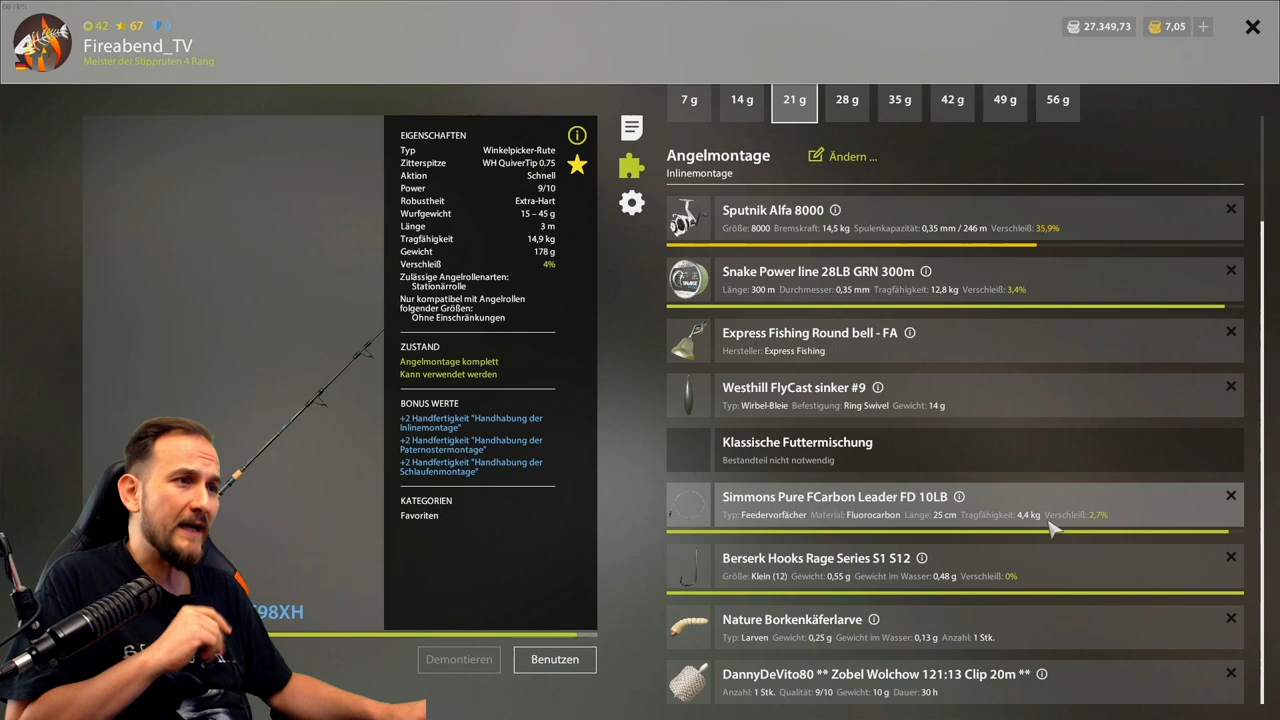 68 FPS
42 67 0
Fireabend_TV
Meister der Stippruten 4 Rang
27.349,73
7,05
7 g
14 g
21 g
28 g
35 g
42 g
49 g
56 g
EIGENSCHAFTEN
Typ Winkelpicker-Rute
Zitterspitze WH QuiverTip 0.75
Aktion Schnell
Power 9/10
Robustheit Extra-Hart
Wurfgewicht 15 – 45 g
Länge 3 m
Tragfähigkeit 14,9 kg
Gewicht 178 g
Verschleiß 4%
Zulässige Angelrollenarten:
Stationärrolle
Nur kompatibel mit Angelrollen
folgender Größen:
Ohne Einschränkungen
ZUSTAND
Angelmontage komplett
Kann verwendet werden
BONUS WERTE
+2 Handfertigkeit "Handhabung der
Inlinemontage"
+2 Handfertigkeit "Handhabung der
Paternostermontage"
+2 Handfertigkeit "Handhabung der
Schlaufenmontage"
KATEGORIEN
Favoriten
98XH
Demontieren
Benutzen
Angelmontage
Ändern ...
Inlinemontage
Sputnik Alfa 8000
Größe: 8000 Bremskraft: 14,5 kg Spulenkapazität: 0,35 mm / 246 m Verschleiß: 35,9%
Snake Power line 28LB GRN 300m
Länge: 300 m Durchmesser: 0,35 mm Tragfähigkeit: 12,8 kg Verschleiß: 3,4%
Express Fishing Round bell - FA
Hersteller: Express Fishing
Westhill FlyCast sinker #9
Typ: Wirbel-Bleie Befestigung: Ring Swivel Gewicht: 14 g
Klassische Futtermischung
Bestandteil nicht notwendig
Simmons Pure FCarbon Leader FD 10LB
Typ: Feedervorfächer Material: Fluorocarbon Länge: 25 cm Tragfähigkeit: 4,4 kg Verschleiß: 2,7%
Berserk Hooks Rage Series S1 S12
Größe: Klein (12) Gewicht: 0,55 g Gewicht im Wasser: 0,48 g Verschleiß: 0%
Nature Borkenkäferlarve
Typ: Larven Gewicht: 0,25 g Gewicht im Wasser: 0,13 g Anzahl: 1 Stk.
DannyDeVito80 ** Zobel Wolchow 121:13 Clip 20m **
Anzahl: 1 Stk. Qualität: 9/10 Gewicht: 10 g Dauer: 30 h